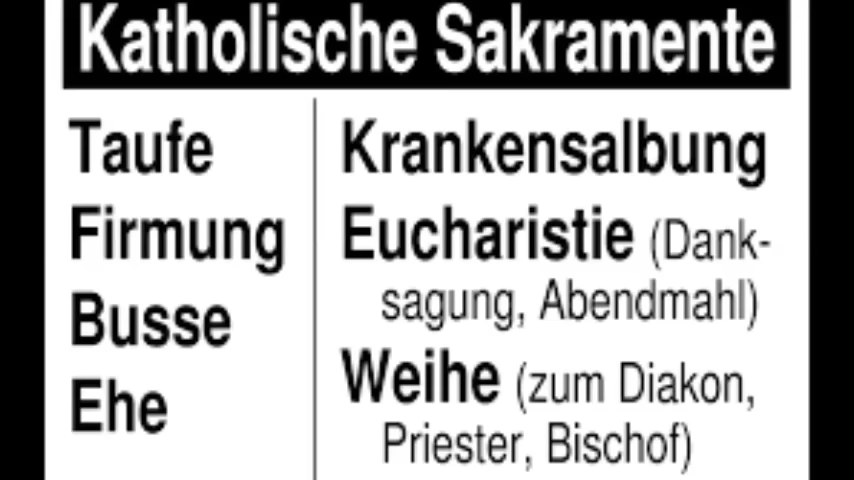 Katholische Sakramente
Taufe
Firmung
Busse
Ehe
Krankensalbung
Eucharistie (Dank-
sagung, Abendmahl)
Weihe (zum Diakon,
Priester, Bischof)